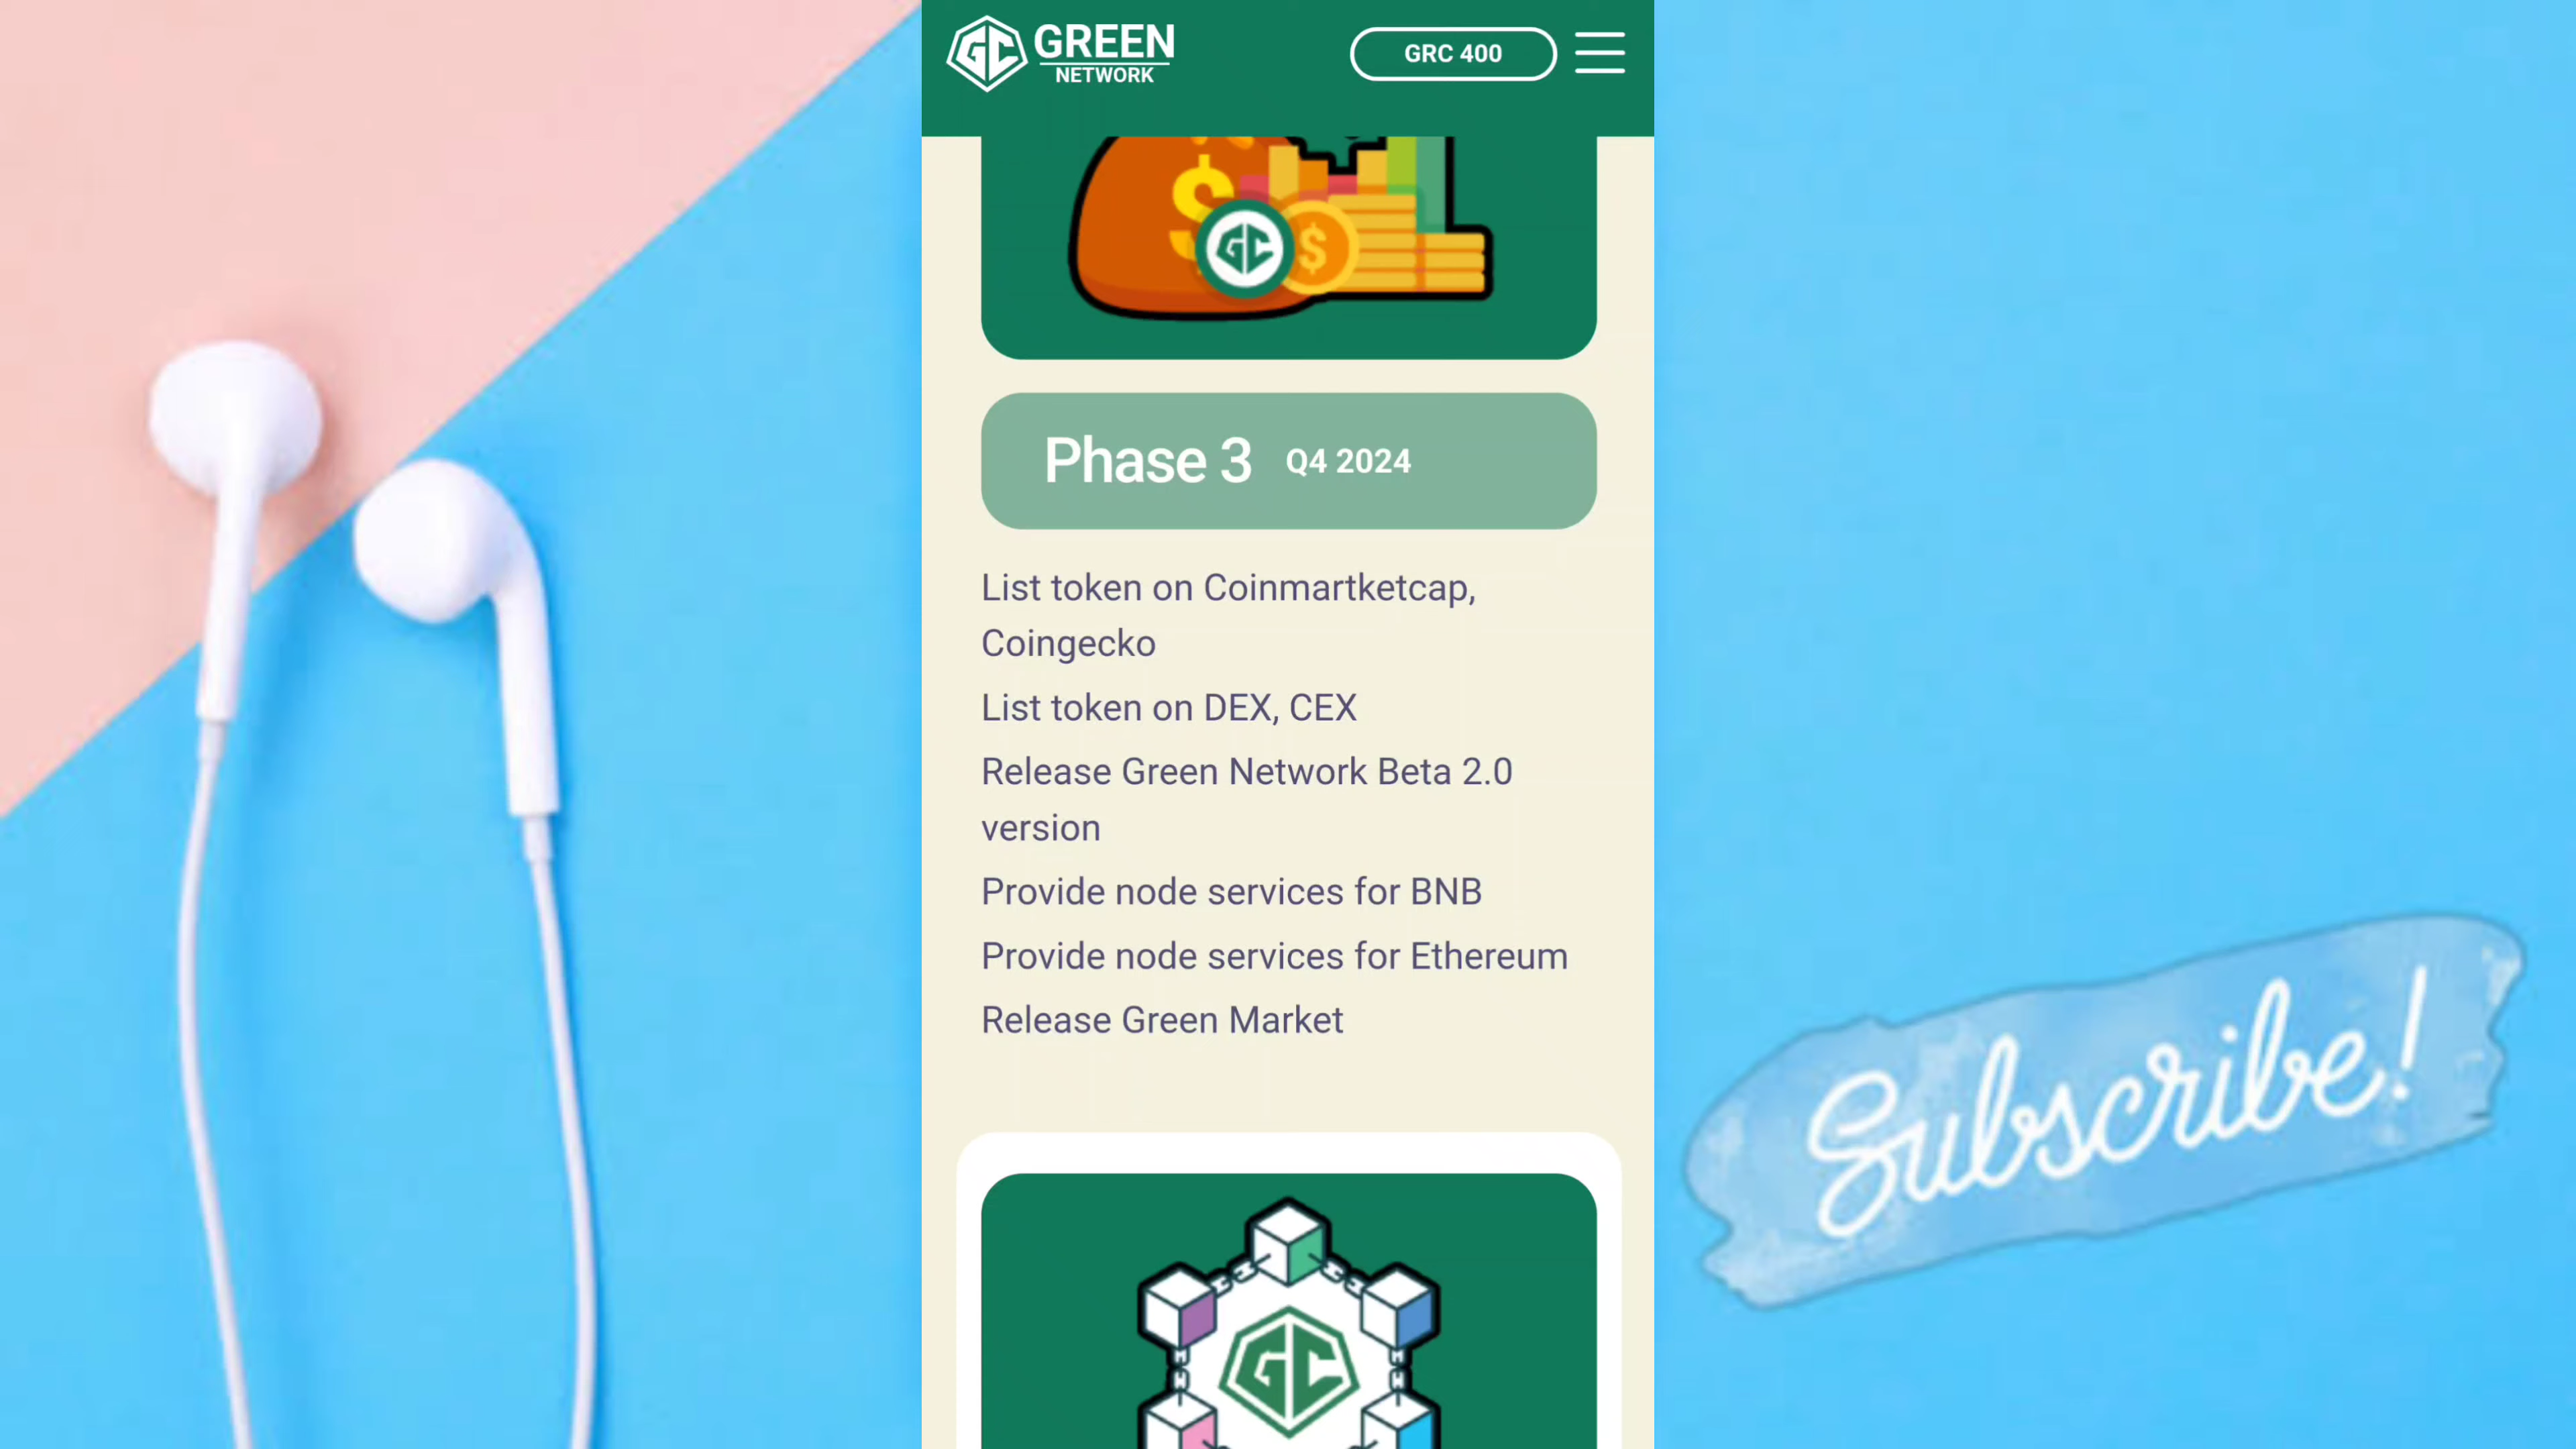 GREEN
NETWORK
GRC 400
$
GC
$
Phase 3 Q4 2024
List token on Coinmartketcap,
Coingecko
List token on DEX, CEX
Release Green Network Beta 2.0
version
Provide node services for BNB
Provide node services for Ethereum
Release Green Market
GC
Subscribe!